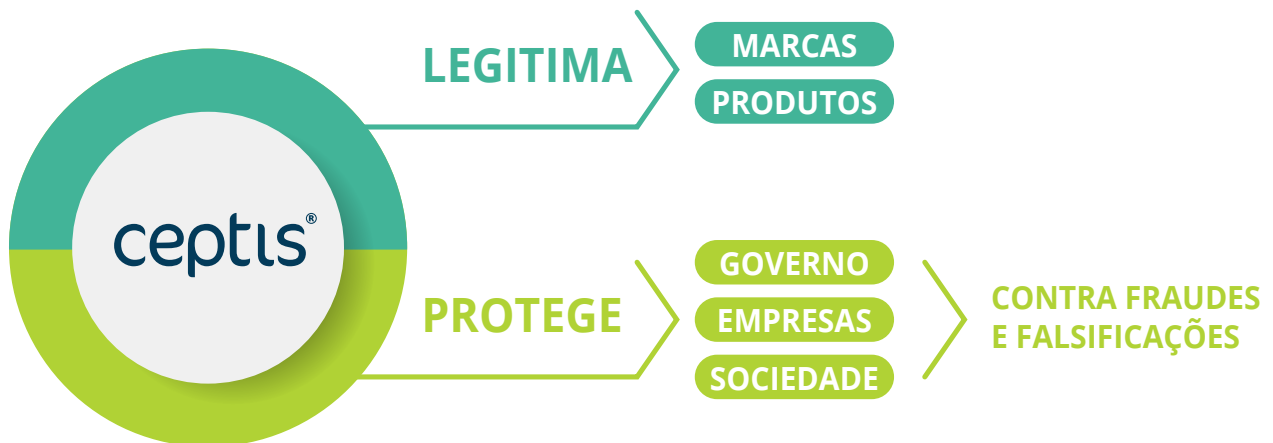 ceptis®
LEGITIMA
MARCAS
PRODUTOS
PROTEGE
GOVERNO
EMPRESAS
SOCIEDADE
CONTRA FRAUDES
E FALSIFICAÇÕES